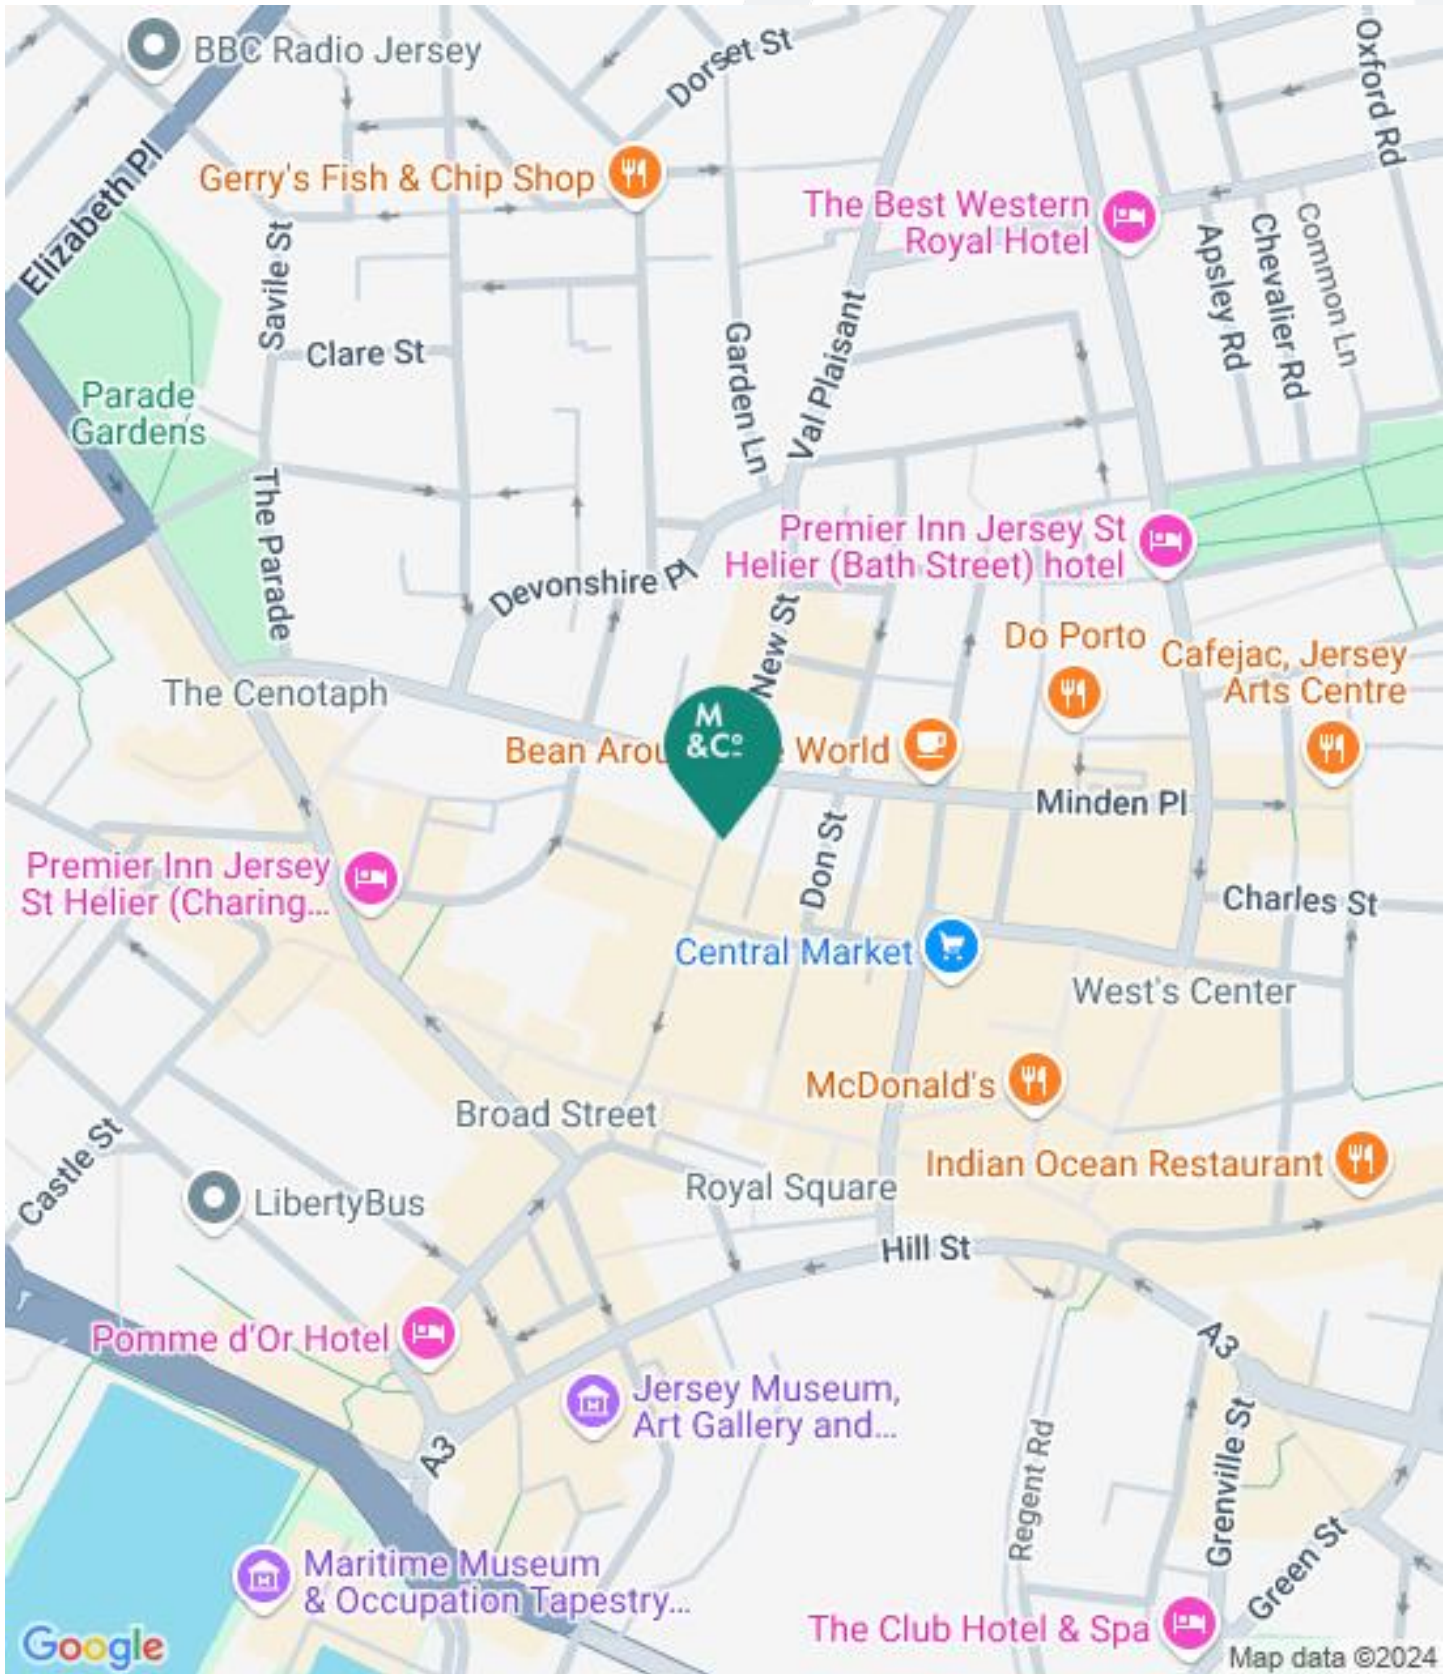 BBC Radio Jersey
Dorset St
Oxford Rd
Elizabeth Pl
Gerry's Fish & Chip Shop
The Best Western
Royal Hotel
Saville St
Clare St
Garden Ln
Val Plaisant
Apsley Rd
Chevalier Rd
Common Ln
Parade
Gardens
The Parade
Devonshire Pl
Premier Inn Jersey St
Helier (Bath Street) hotel
New St
Do Porto
Cafejac, Jersey
Arts Centre
The Cenotaph
M
&Co
Bean Arou
e World
Minden Pl
Don St
Premier Inn Jersey
St Helier (Charing...
Charles St
Central Market
West's Center
McDonald's
Broad Street
Castle St
Indian Ocean Restaurant
Royal Square
LibertyBus
Hill St
Pomme d'Or Hotel
A3
Jersey Museum,
Art Gallery and...
A3
Regent Rd
Grenville St
Green St
Maritime Museum
& Occupation Tapestry...
The Club Hotel & Spa
Google
Map data ©2024